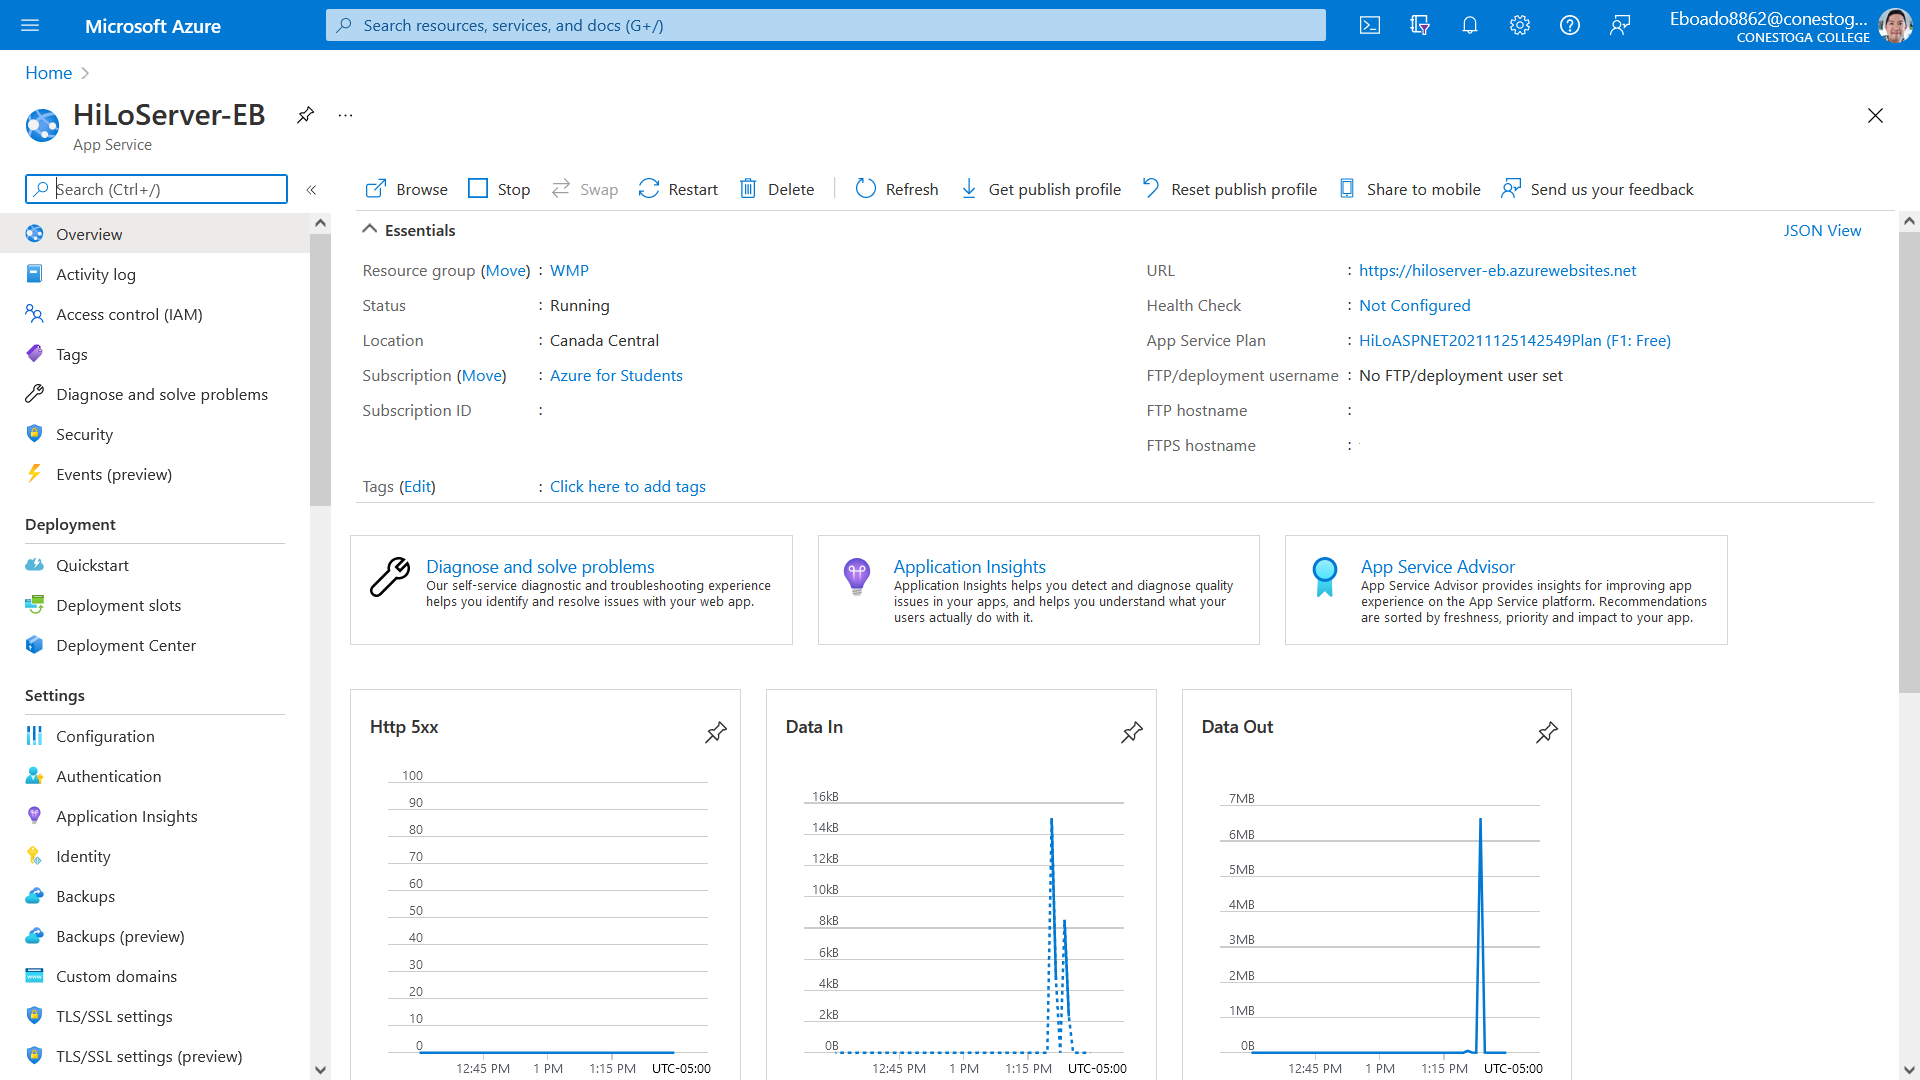 Microsoft Azure
Search resources, services, and docs (G+/)
Eboado8862@conestog...
CONESTOGA COLLEGE
Home
HiLoServer-EB
App Service
Search (Ctrl+/)
Browse
Stop
Swap
Restart
Delete
Refresh
Get publish profile
Reset publish profile
Share to mobile
Send us your feedback
Overview
Activity log
Access control (IAM)
Tags
Diagnose and solve problems
Security
Events (preview)
Deployment
Quickstart
Deployment slots
Deployment Center
Settings
Configuration
Authentication
Application Insights
Identity
Backups
Backups (preview)
Custom domains
TLS/SSL settings
TLS/SSL settings (preview)
Essentials
JSON View
Resource group (Move) : WMP
Status : Running
Location : Canada Central
Subscription (Move) : Azure for Students
Subscription ID :
URL : https://hiloserver-eb.azurewebsites.net
Health Check : Not Configured
App Service Plan : HiLoASPNET20211125142549Plan (F1: Free)
FTP/deployment username : No FTP/deployment user set
FTP hostname :
FTPS hostname :
Tags (Edit) : Click here to add tags
Diagnose and solve problems
Our self-service diagnostic and troubleshooting experience
helps you identify and resolve issues with your web app.
Application Insights
Application Insights helps you detect and diagnose quality
issues in your apps, and helps you understand what your
users actually do with it.
App Service Advisor
App Service Advisor provides insights for improving app
experience on the App Service platform. Recommendations
are sorted by freshness, priority and impact to your app.
Http 5xx
100
90
80
70
60
50
40
30
20
10
0
12:45 PM 1 PM 1:15 PM UTC-05:00
Data In
16kB
14kB
12kB
10kB
8kB
6kB
4kB
2kB
0B
12:45 PM 1 PM 1:15 PM UTC-05:00
Data Out
7MB
6MB
5MB
4MB
3MB
2MB
1MB
0B
12:45 PM 1 PM 1:15 PM UTC-05:00